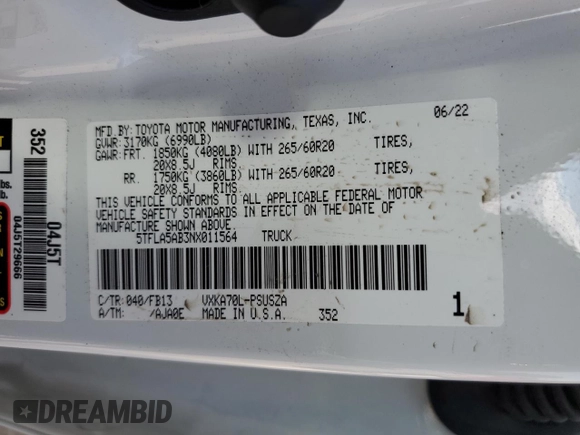 MFD.BY:TOYOTA MOTOR MANUFACTURING, TEXAS, INC. 06/22
GVWR:3170KG (6990LB)
GAWR:FRT. 1850KG (4080LB) WITH 265/60R20 TIRES,
20X8.5J RIMS
RR. 1750KG (3860LB) WITH 265/60R20 TIRES,
20X8.5J RIMS
THIS VEHICLE CONFORMS TO ALL APPLICABLE FEDERAL MOTOR
VEHICLE SAFETY STANDARDS IN EFFECT ON THE DATE OF
MANUFACTURE SHOWN ABOVE.
5TFLA5AB3NX011564 TRUCK
C/TR:040/FB13 VXKA70L-PSUSZA
A/TM: /AJA0E MADE IN U.S.A. 352
1
352
04J5T
04J5T29666
lbs.
DREAMBID